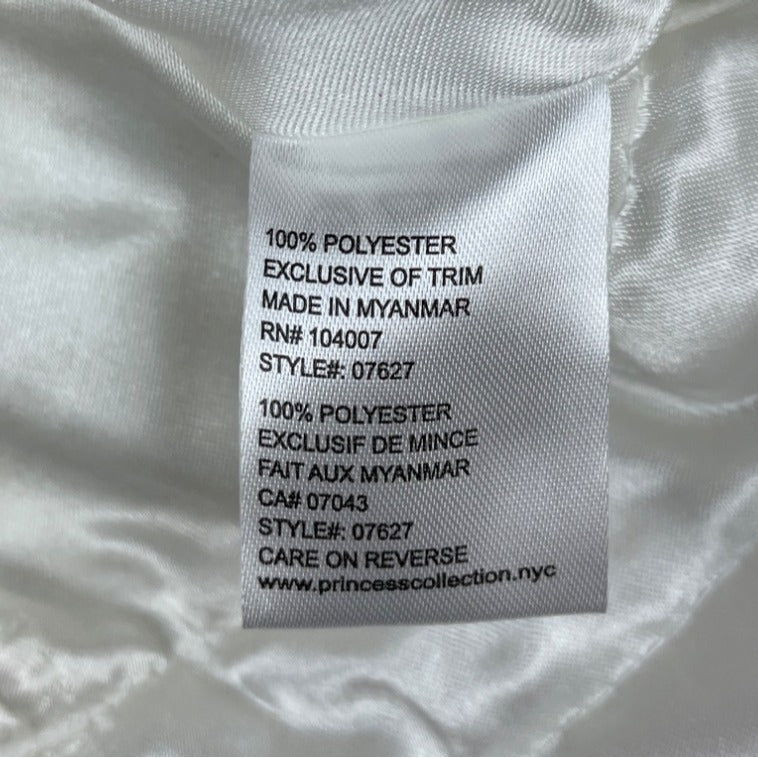 100% POLYESTER
EXCLUSIVE OF TRIM
MADE IN MYANMAR
RN# 104007
STYLE#: 07627
100% POLYESTER
EXCLUSIF DE MINCE
FAIT AUX MYANMAR
CA# 07043
STYLE#: 07627
CARE ON REVERSE
www.princesscollection.nyc